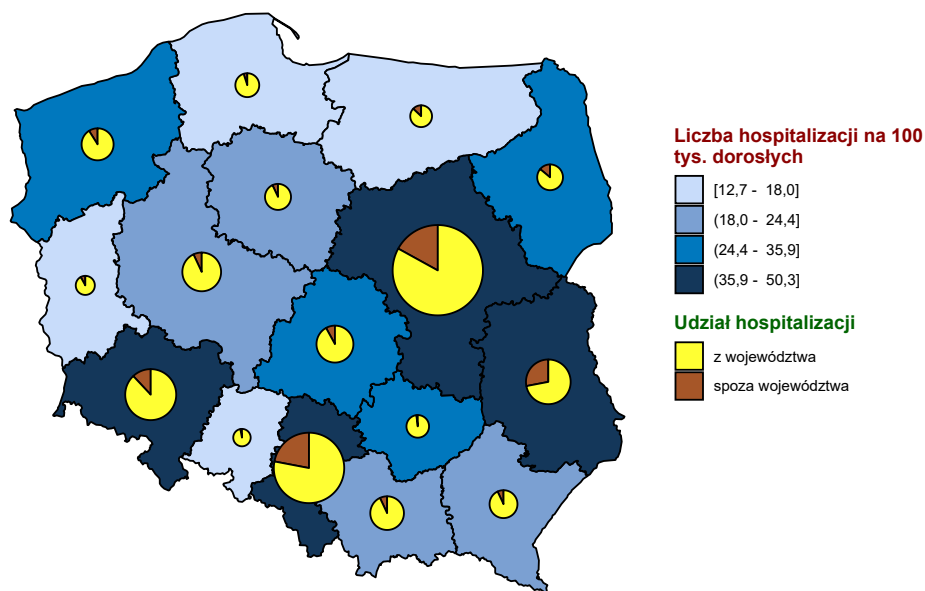 Liczba hospitalizacji na 100
tys. dorosłych
[12,7 - 18,0]
(18,0 - 24,4]
(24,4 - 35,9]
(35,9 - 50,3]
Udział hospitalizacji
z województwa
spoza województwa